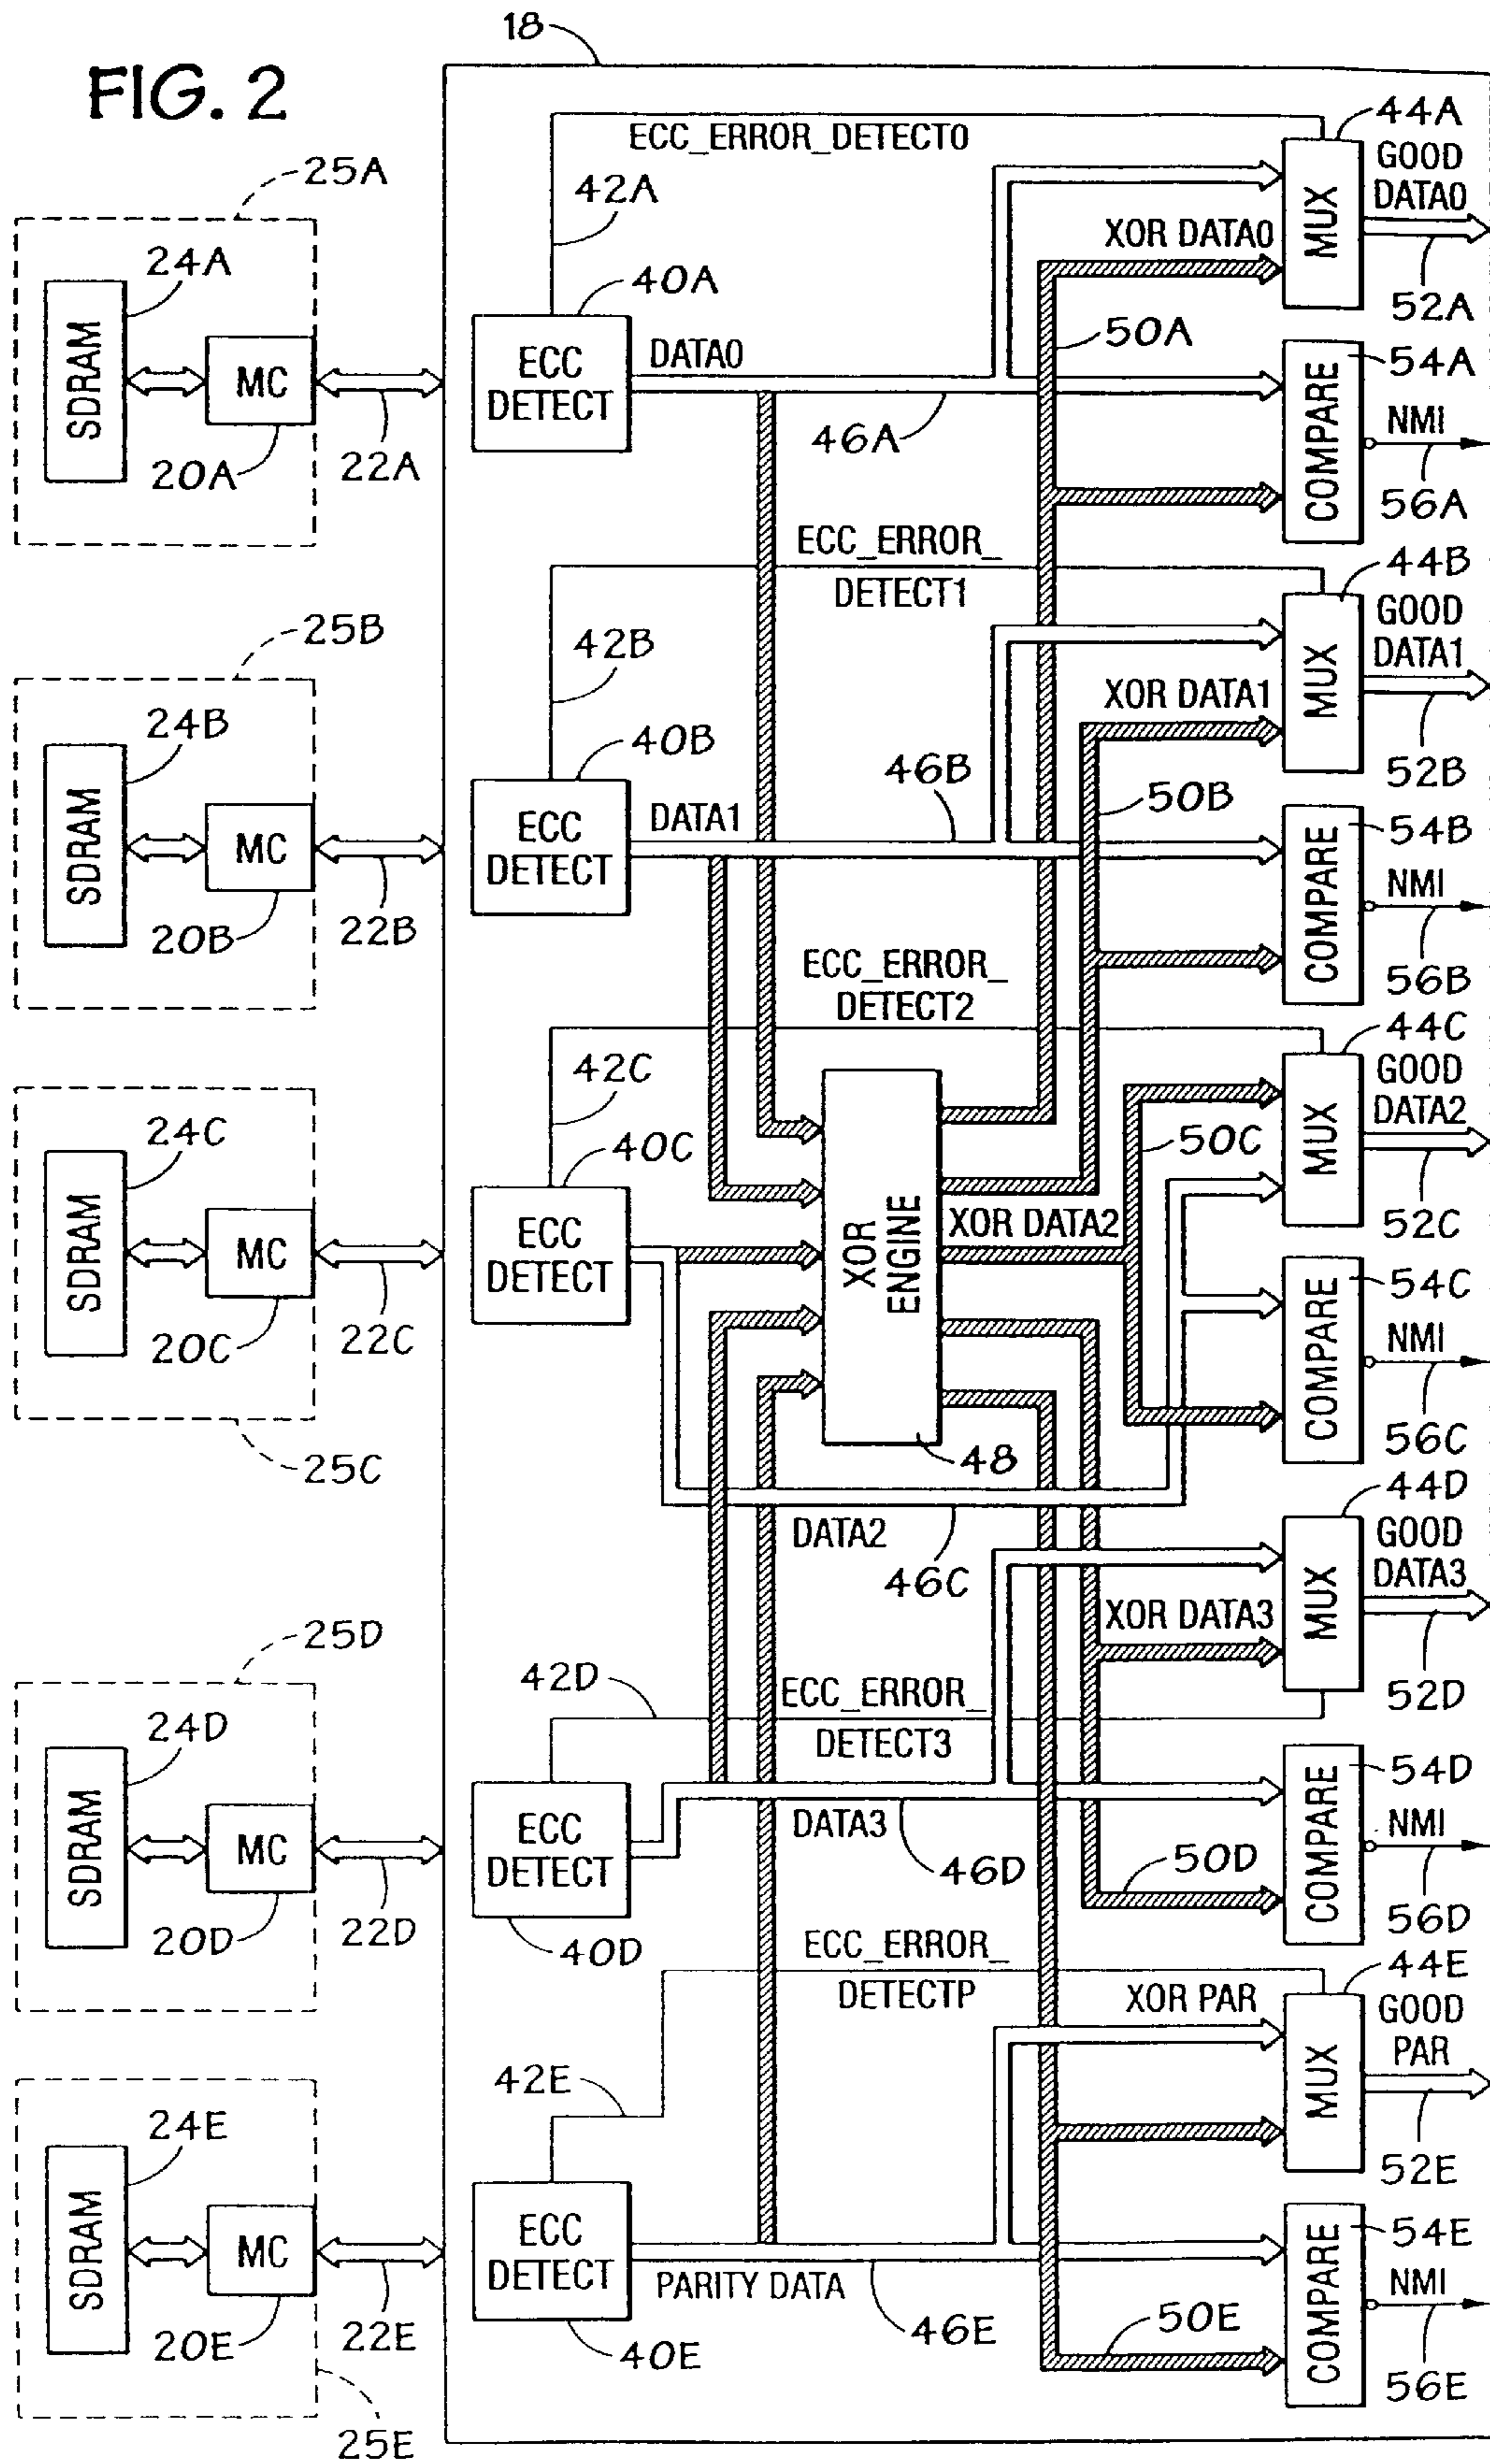 FIG. 2
18
44A
ECC_ERROR_DETECT0
GOOD
DATA0
25A
42A
MUX
XOR DATA0
24A
40A
52A
50A
54A
SDRAM
MC
ECC
DETECT
DATA0
COMPARE
NMI
20A
22A
46A
56A
ECC_ERROR_
DETECT1
44B
GOOD
DATA1
25B
42B
MUX
XOR DATA1
24B
40B
46B
50B
52B
54B
SDRAM
MC
ECC
DETECT
DATA1
COMPARE
NMI
20B
22B
56B
ECC_ERROR_
DETECT2
44C
GOOD
DATA2
42C
50C
MUX
24C
40C
52C
SDRAM
MC
ECC
DETECT
XOR
ENGINE
XOR DATA2
54C
COMPARE
NMI
20C
22C
56C
25C
48
44D
DATA2
46C
GOOD
DATA3
25D
MUX
XOR DATA3
42D
ECC_ERROR_
DETECT3
52D
24D
54D
SDRAM
MC
ECC
DETECT
DATA3
46D
50D
COMPARE
NMI
20D
22D
40D
56D
ECC_ERROR_
DETECTP
44E
XOR PAR
GOOD
PAR
42E
MUX
24E
52E
54E
SDRAM
MC
ECC
DETECT
PARITY DATA
COMPARE
NMI
20E
22E
40E
46E
50E
56E
25E